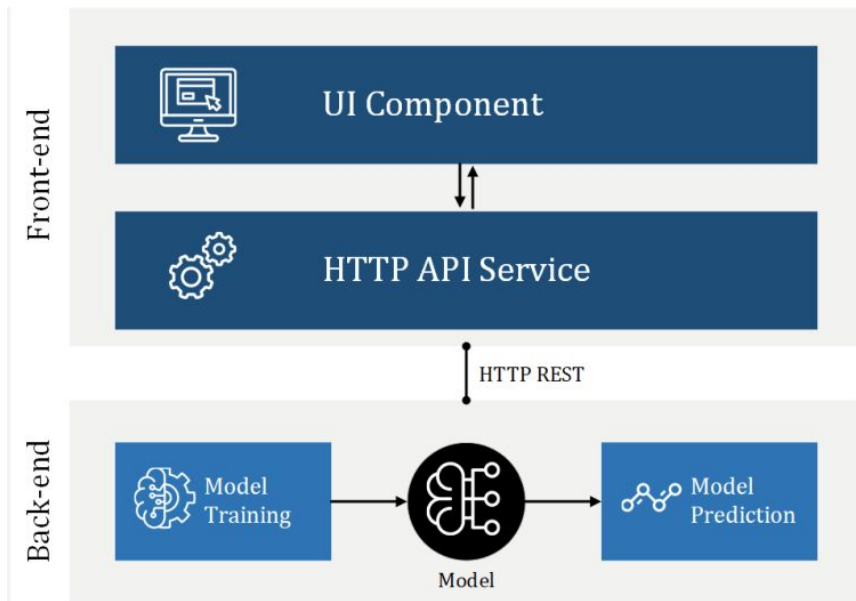 Front-end
UI Component
HTTP API Service
HTTP REST
Back-end
Model
Training
Model
Model
Prediction